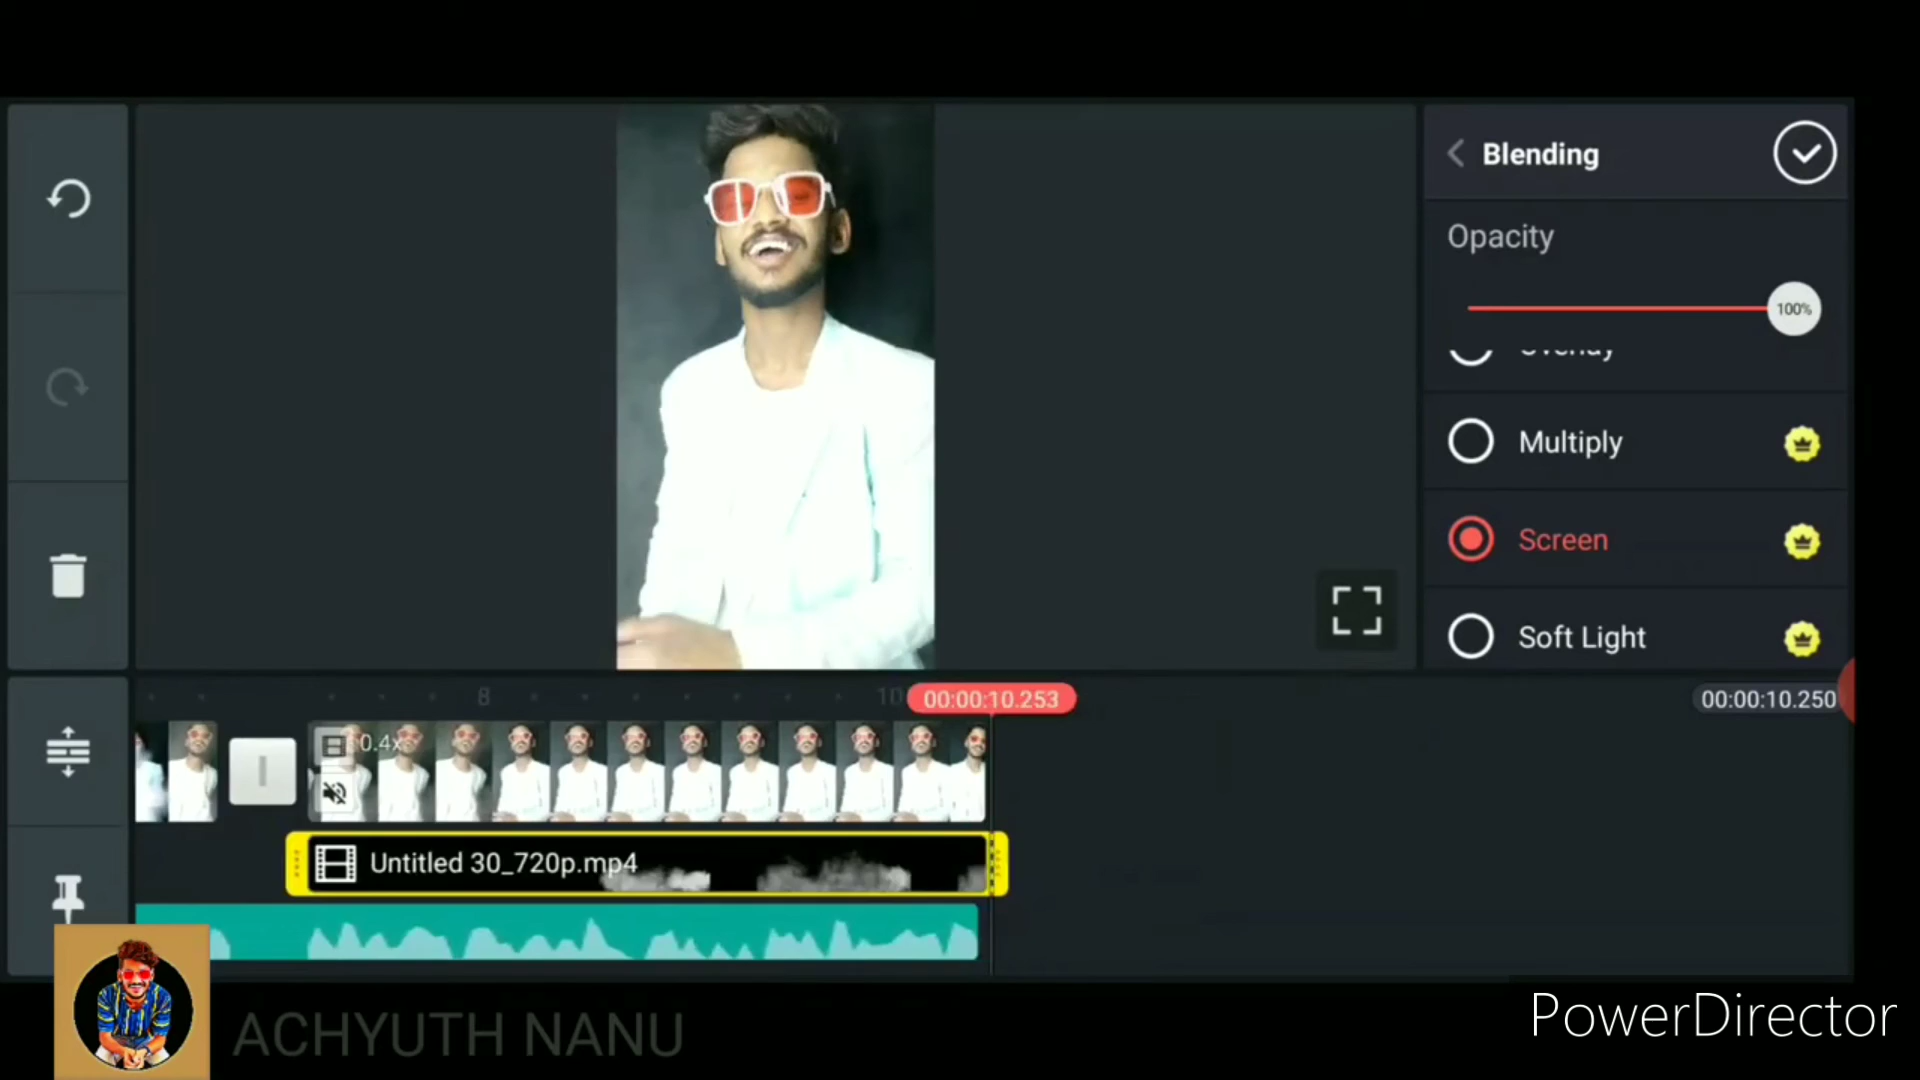 Blending
Opacity
100%
Overlay
Multiply
Screen
Soft Light
8
10
00:00:10.253
00:00:10.250
0.4x
Untitled 30_720p.mp4
ACHYUTH NANU
PowerDirector